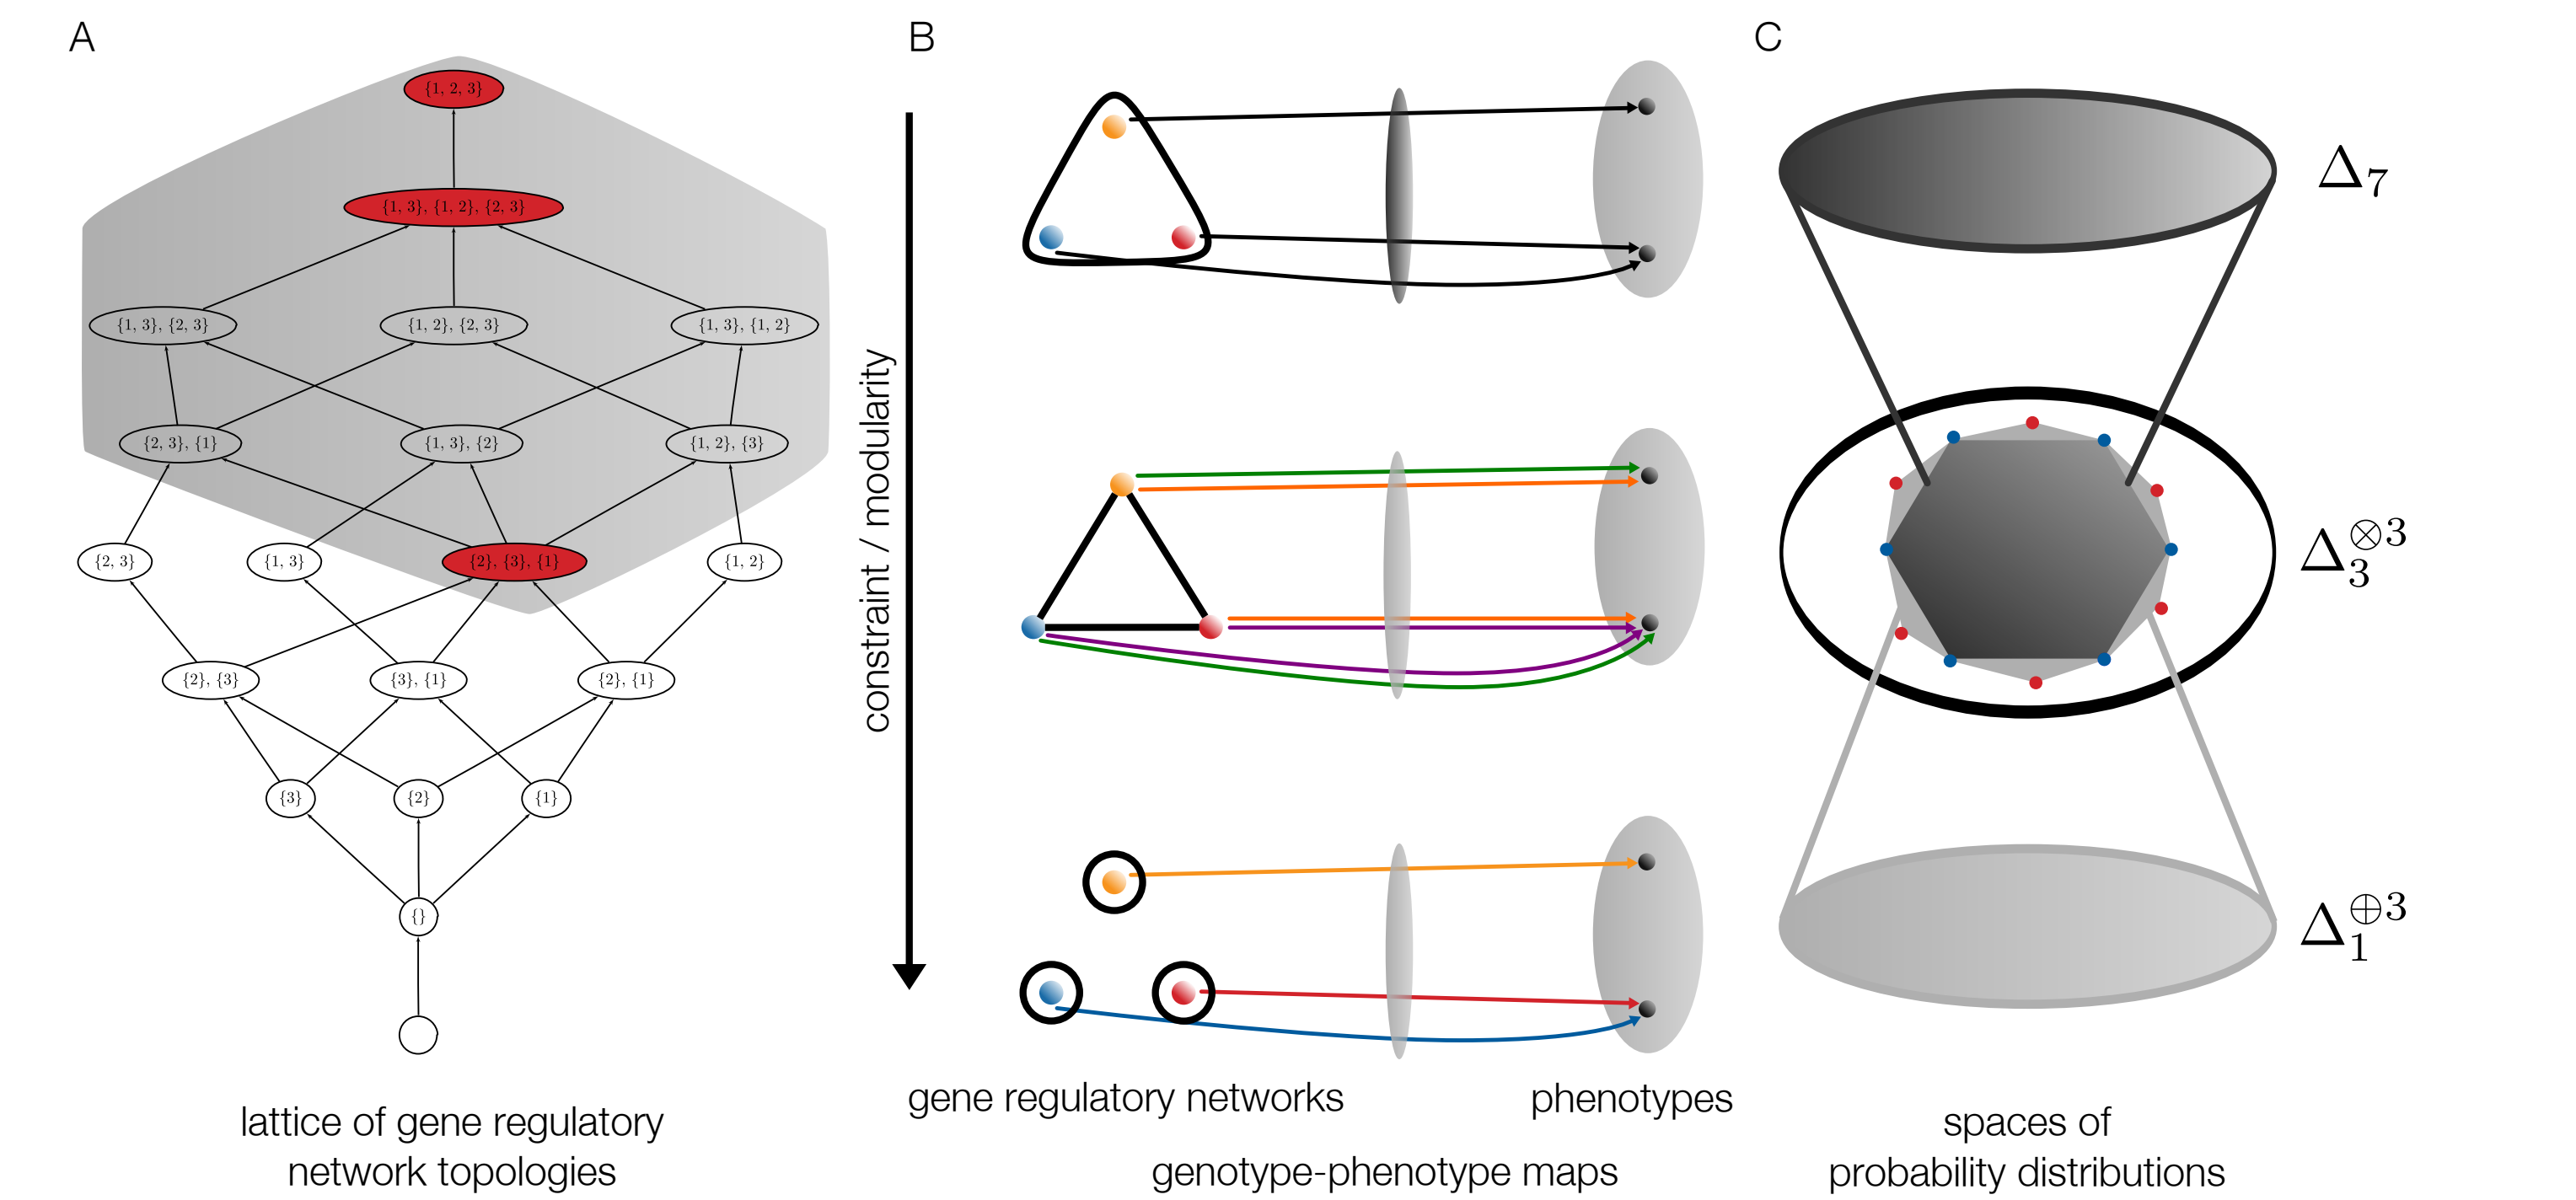 A
{1, 2, 3}
{1, 3}, {1, 2}, {2, 3}
{1, 3}, {2, 3}
{1, 2}, {2, 3}
{1, 3}, {1, 2}
{2, 3}, {1}
{1, 3}, {2}
{1, 2}, {3}
{2, 3}
{1, 3}
{2}, {3}, {1}
{1, 2}
{2}, {3}
{3}, {1}
{2}, {1}
{3}
{2}
{1}
{}
lattice of gene regulatory
network topologies
B
constraint / modularity
gene regulatory networks
phenotypes
genotype-phenotype maps
C
Δ₇
Δ₃^⊗3
Δ₁^⊕3
spaces of
probability distributions